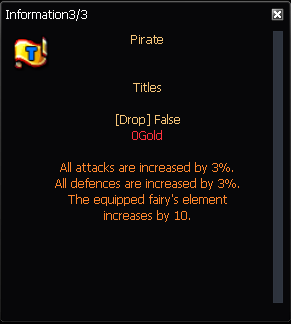 Information3/3
Pirate
T
Titles
[Drop] False
0Gold
All attacks are increased by 3%.
All defences are increased by 3%.
The equipped fairy's element
increases by 10.